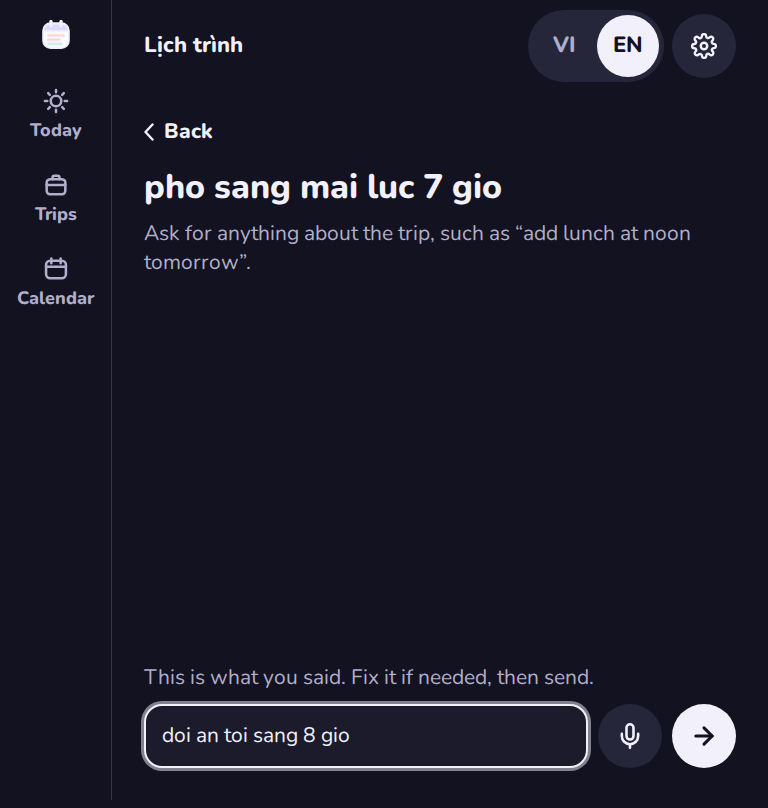 Lịch trình
VI
EN
Today
Trips
Calendar
Back
pho sang mai luc 7 gio
Ask for anything about the trip, such as “add lunch at noon
tomorrow”.
This is what you said. Fix it if needed, then send.
doi an toi sang 8 gio